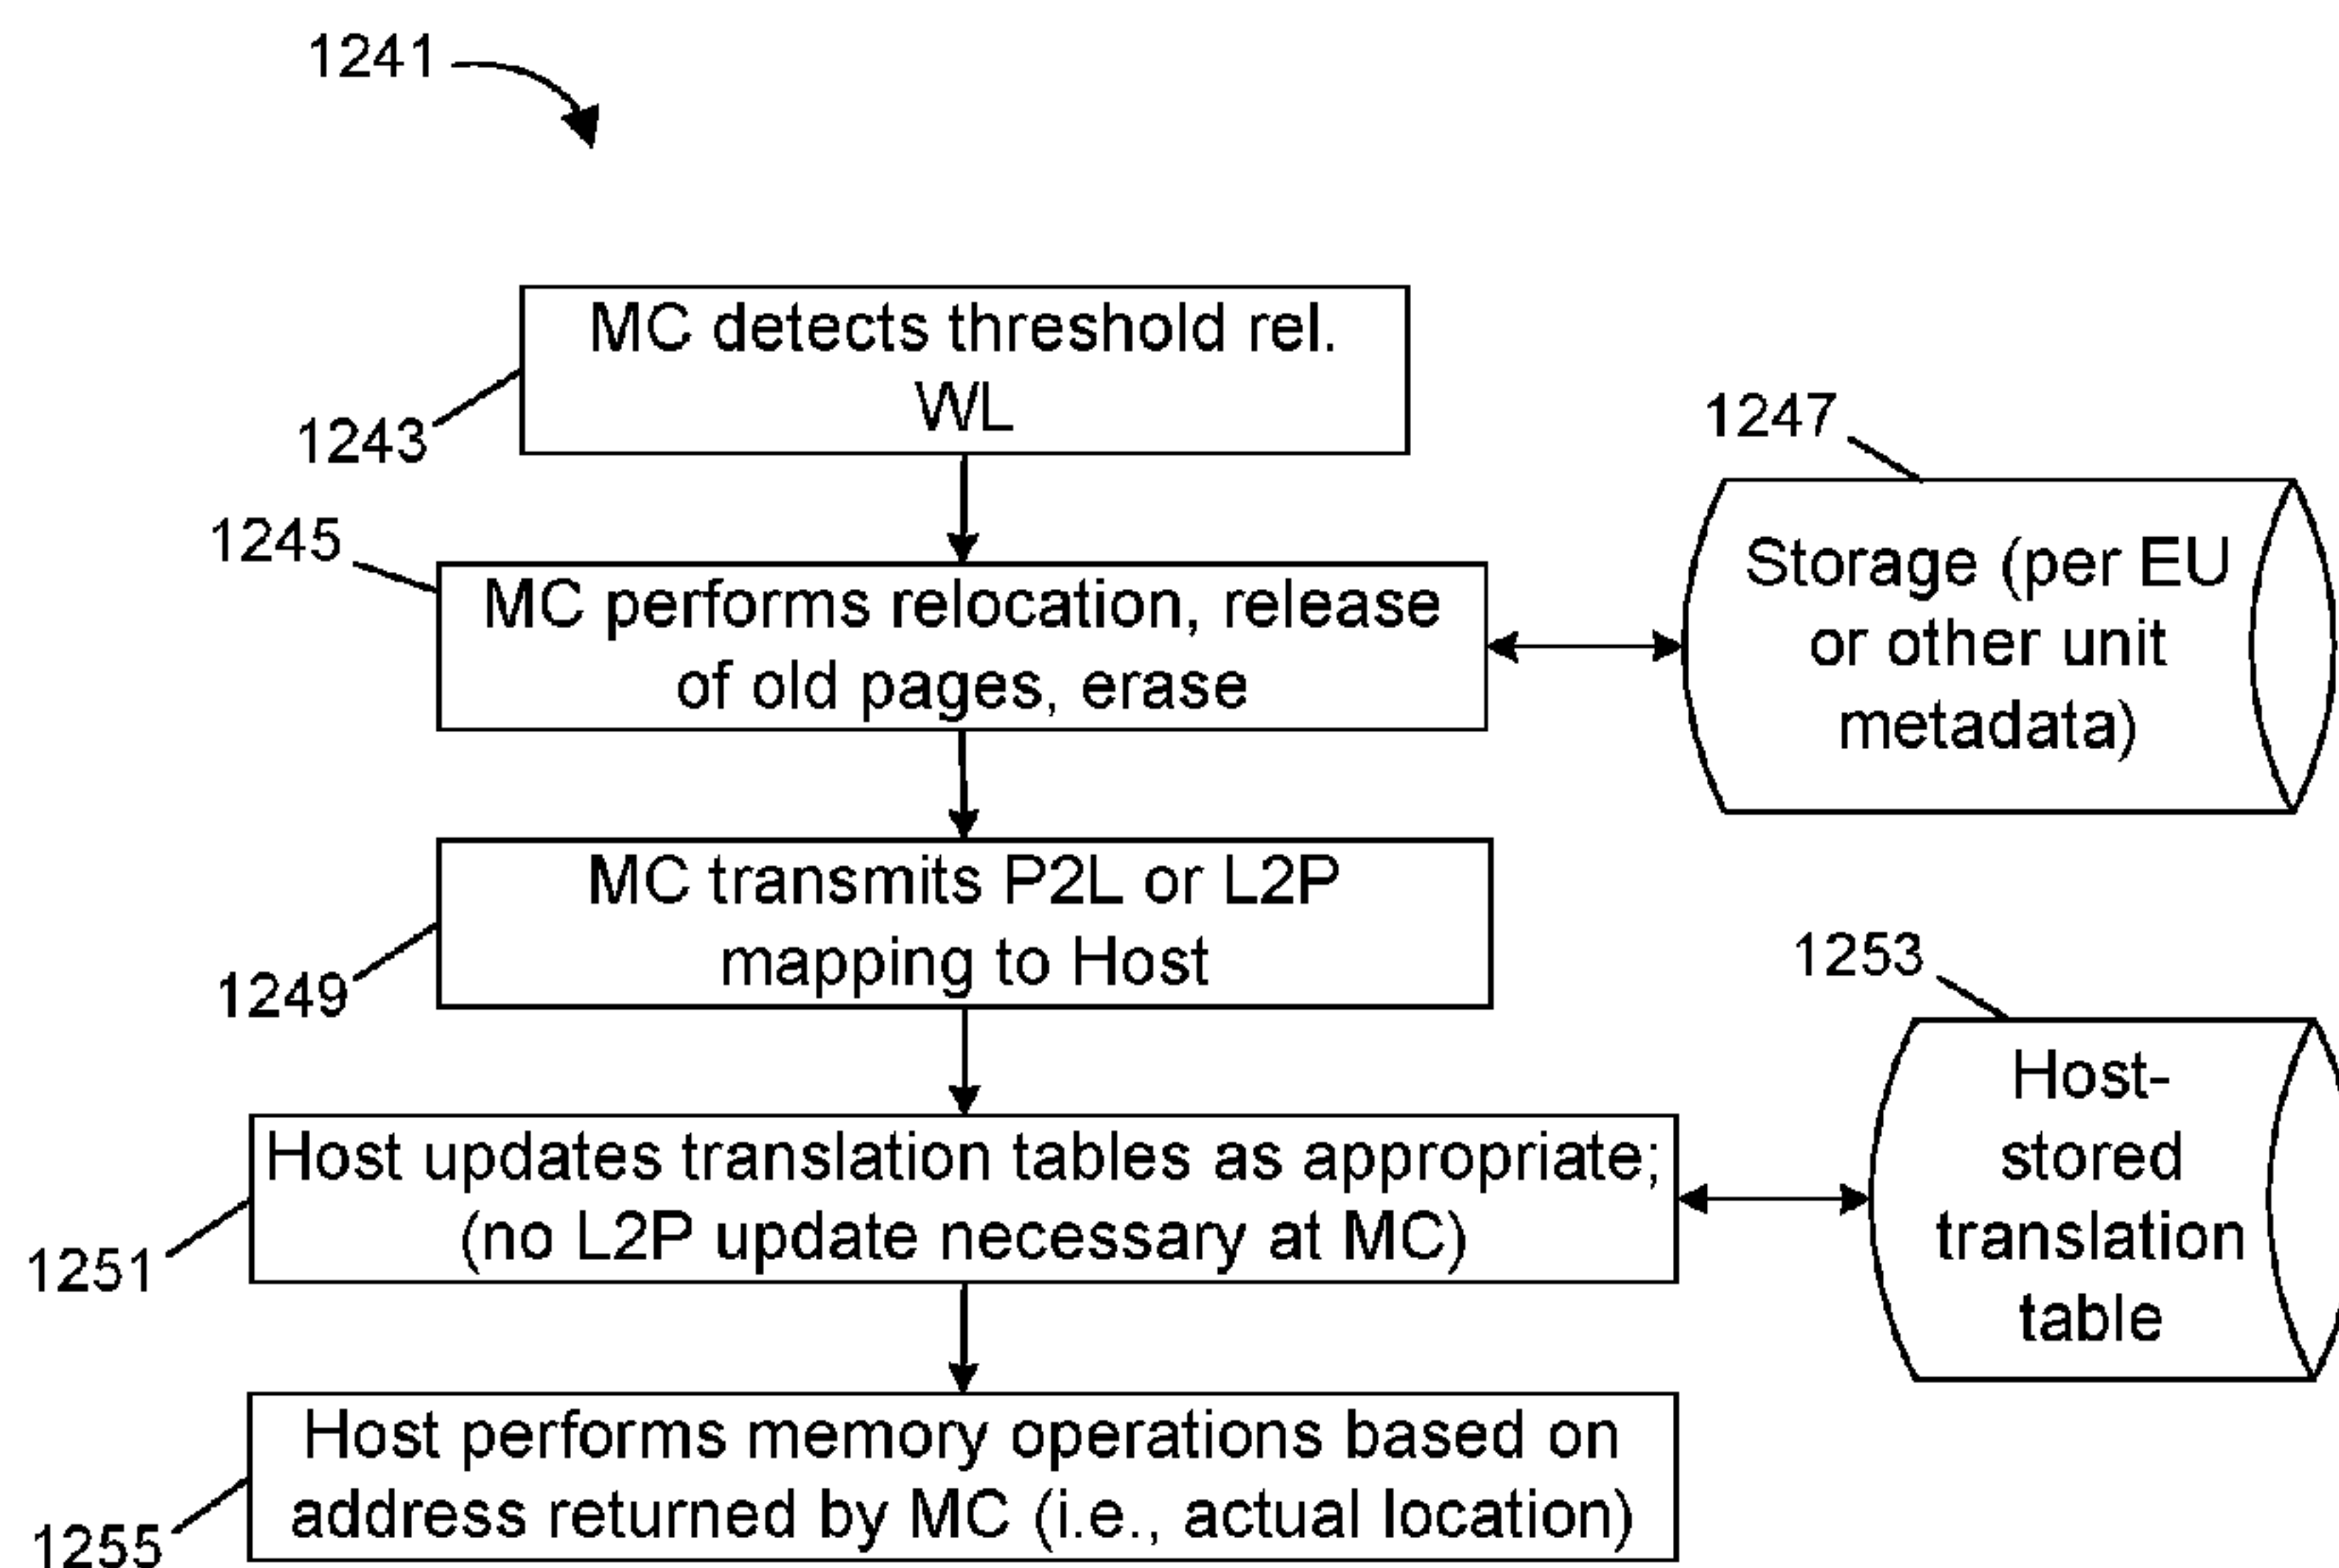 1241
MC detects threshold rel.
WL
1243
1247
1245
MC performs relocation, release
of old pages, erase
Storage (per EU
or other unit
metadata)
MC transmits P2L or L2P
mapping to Host
1249
1253
Host updates translation tables as appropriate;
(no L2P update necessary at MC)
1251
Host-
stored
translation
table
Host performs memory operations based on
address returned by MC (i.e., actual location)
1255